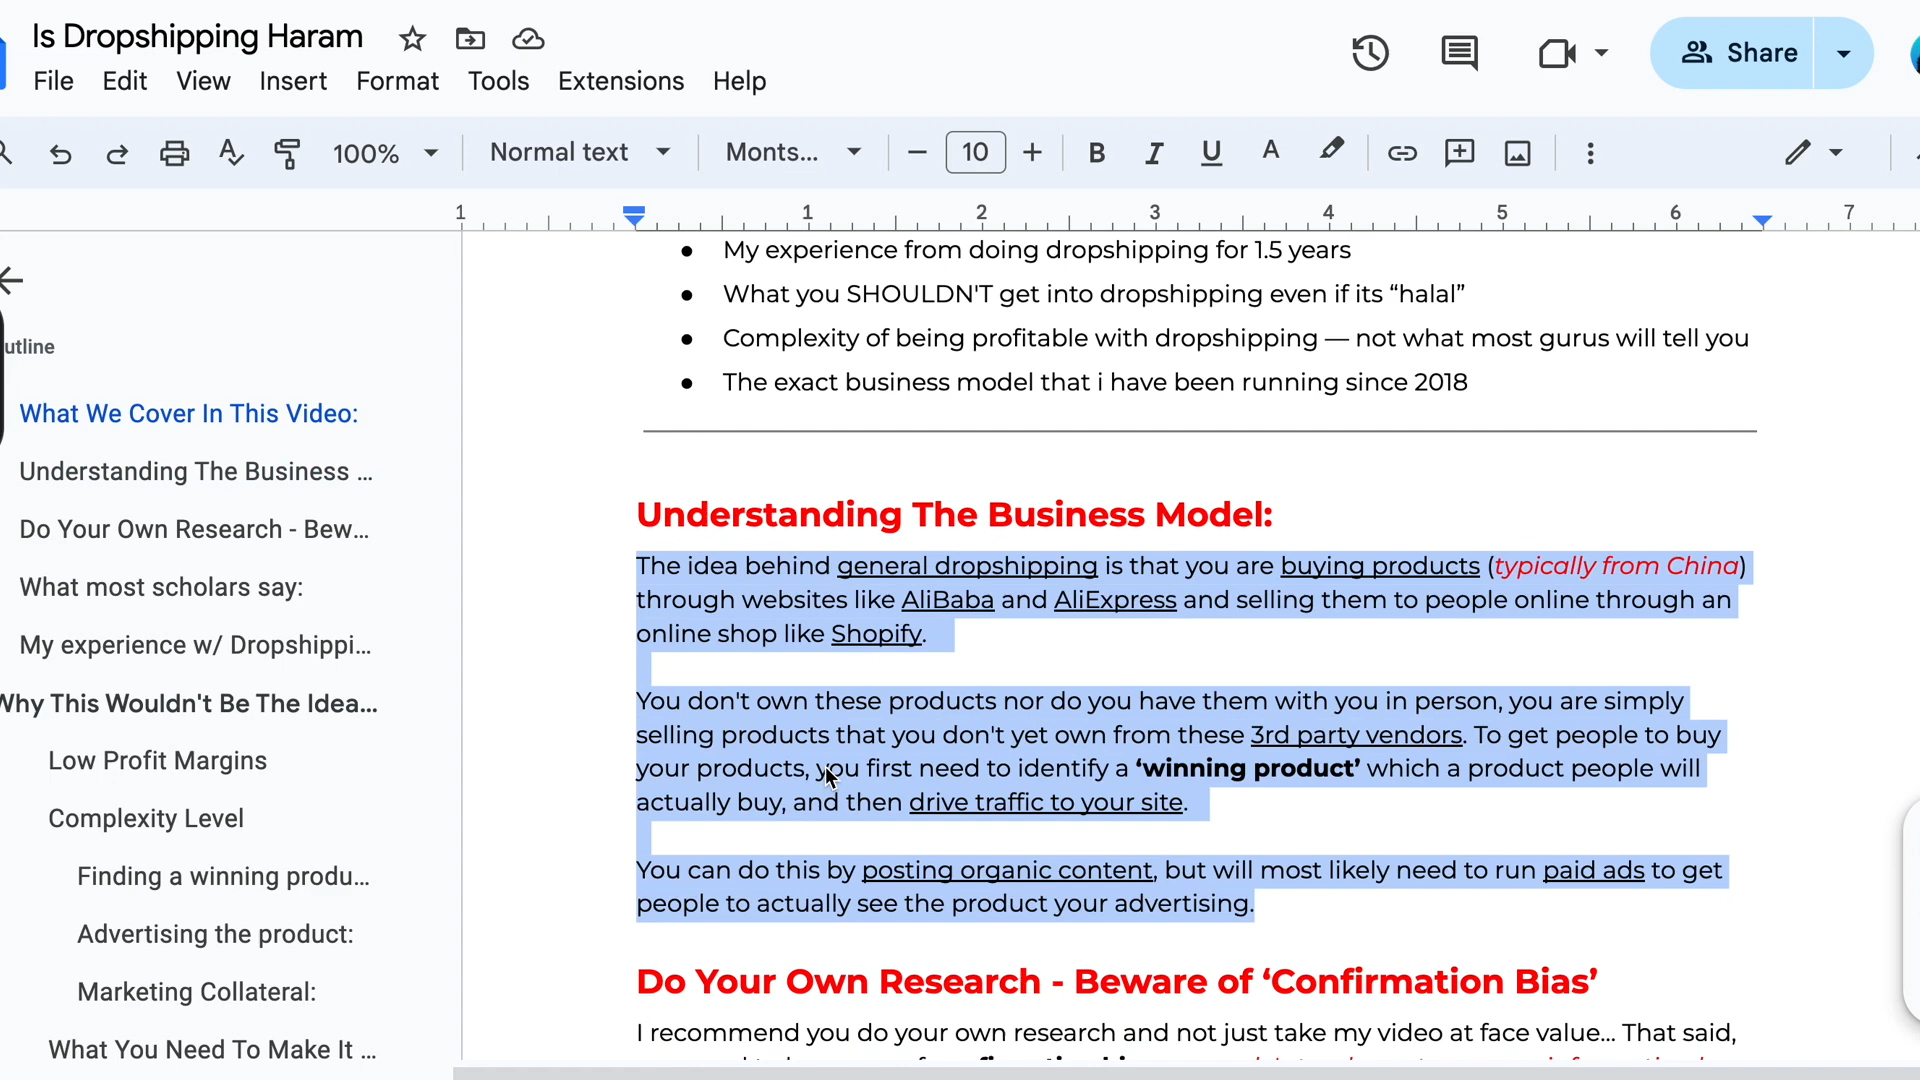 Is Dropshipping Haram
File Edit View Insert Format Tools Extensions Help
Share
100% Normal text Monts... 10 B I U A
1 1 2 3 4 5 6 7
My experience from doing dropshipping for 1.5 years
What you SHOULDN'T get into dropshipping even if its “halal”
Complexity of being profitable with dropshipping — not what most gurus will tell you
The exact business model that i have been running since 2018
Understanding The Business Model:
The idea behind general dropshipping is that you are buying products (typically from China)
through websites like AliBaba and AliExpress and selling them to people online through an
online shop like Shopify.
You don't own these products nor do you have them with you in person, you are simply
selling products that you don't yet own from these 3rd party vendors. To get people to buy
your products, you first need to identify a ‘winning product’ which a product people will
actually buy, and then drive traffic to your site.
You can do this by posting organic content, but will most likely need to run paid ads to get
people to actually see the product your advertising.
Do Your Own Research - Beware of ‘Confirmation Bias’
I recommend you do your own research and not just take my video at face value... That said,
utline
What We Cover In This Video:
Understanding The Business ...
Do Your Own Research - Bew...
What most scholars say:
My experience w/ Dropshippi...
Why This Wouldn't Be The Idea...
Low Profit Margins
Complexity Level
Finding a winning produ...
Advertising the product:
Marketing Collateral:
What You Need To Make It ...